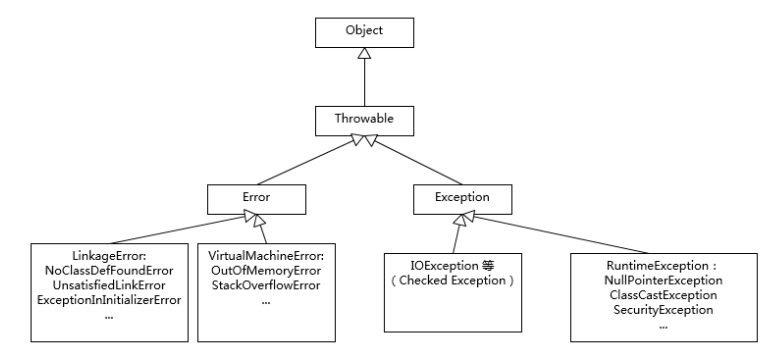 Object
Throwable
Error
Exception
LinkageError:
NoClassDefFoundError
UnsatisfiedLinkError
ExceptionInInitializerError
...
VirtualMachineError:
OutOfMemoryError
StackOverflowError
...
IOException 等
( Checked Exception )
RuntimeException：
NullPointerException
ClassCastException
SecurityException
...